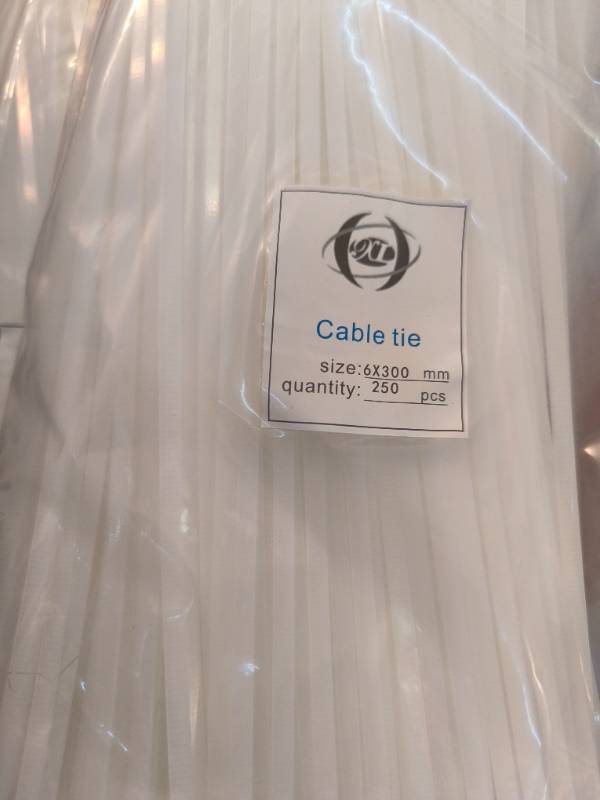 Cable tie
size:6X300 mm
quantity: 250 pcs